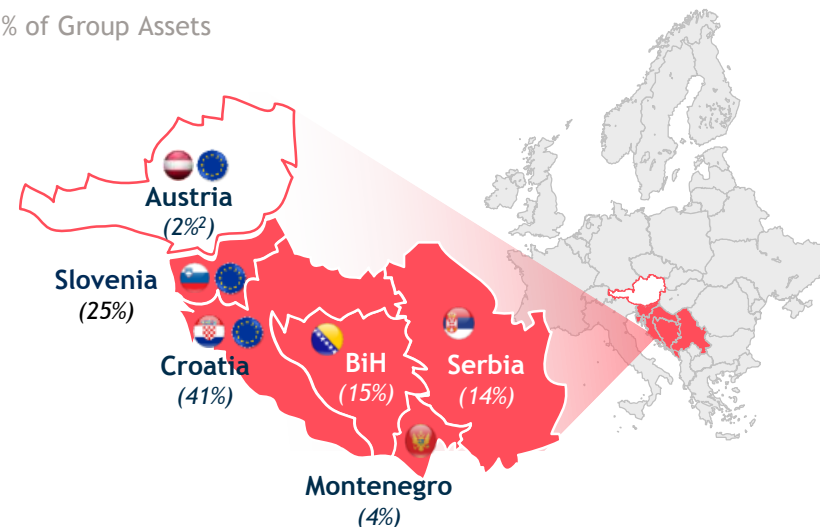 % of Group Assets
Austria
(2%²)
Slovenia
(25%)
Croatia
(41%)
BiH
(15%)
Serbia
(14%)
Montenegro
(4%)